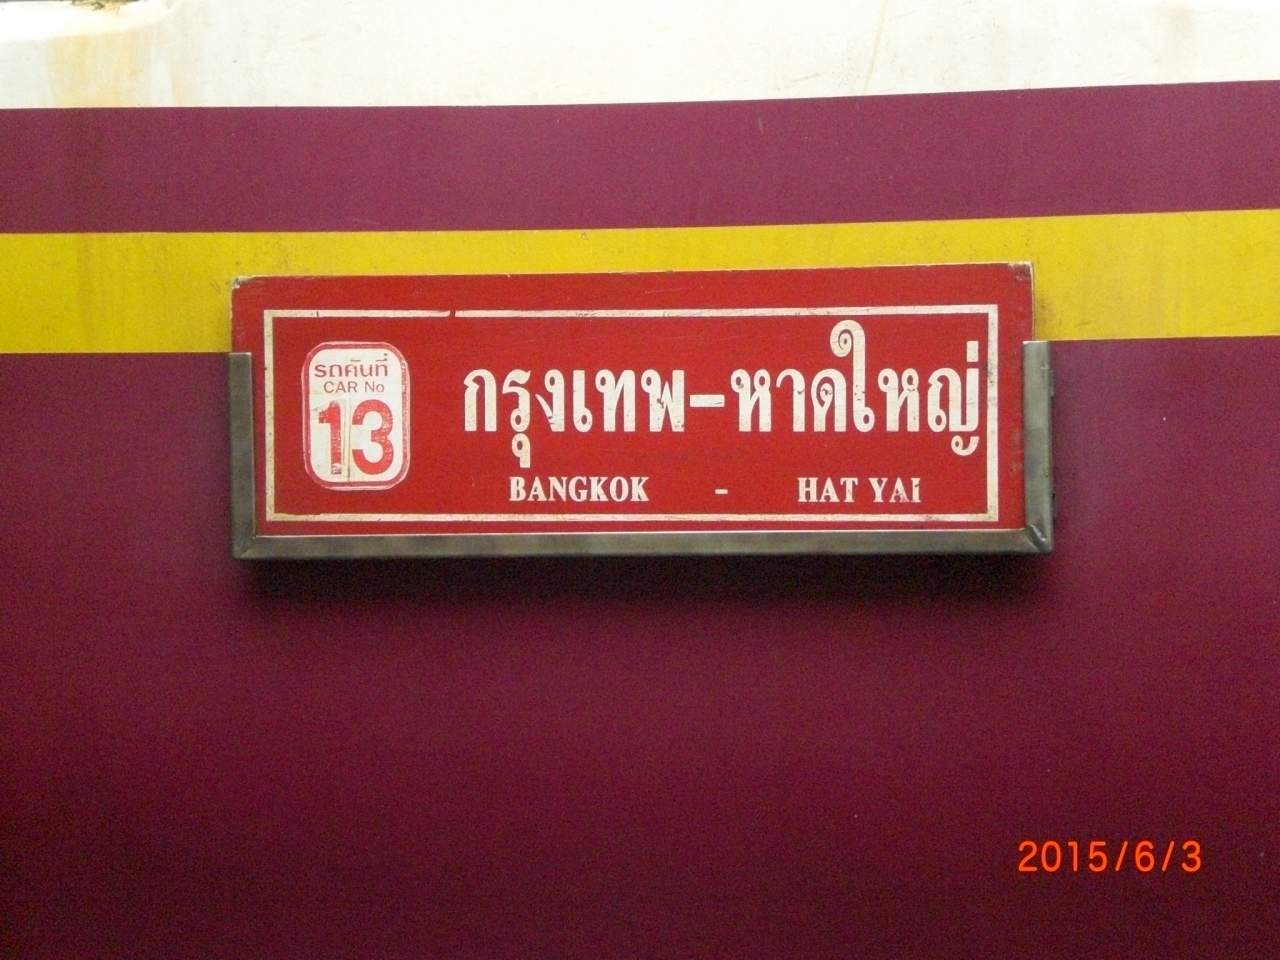 รถคันที่
CAR No
13
กรุงเทพ-หาดใหญ่
BANGKOK - HAT YAI
2015/6/3